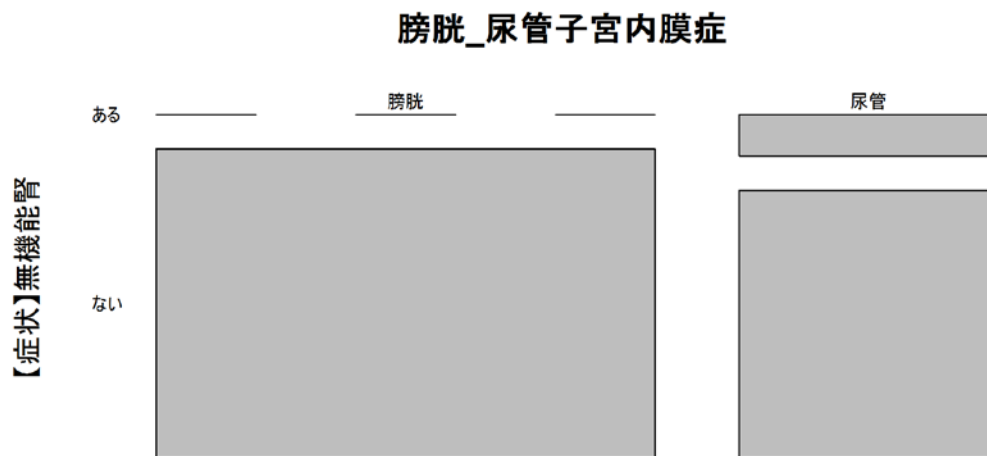 膀胱_尿管子宮内膜症
膀胱
尿管
ある
ない
【症状】無機能腎